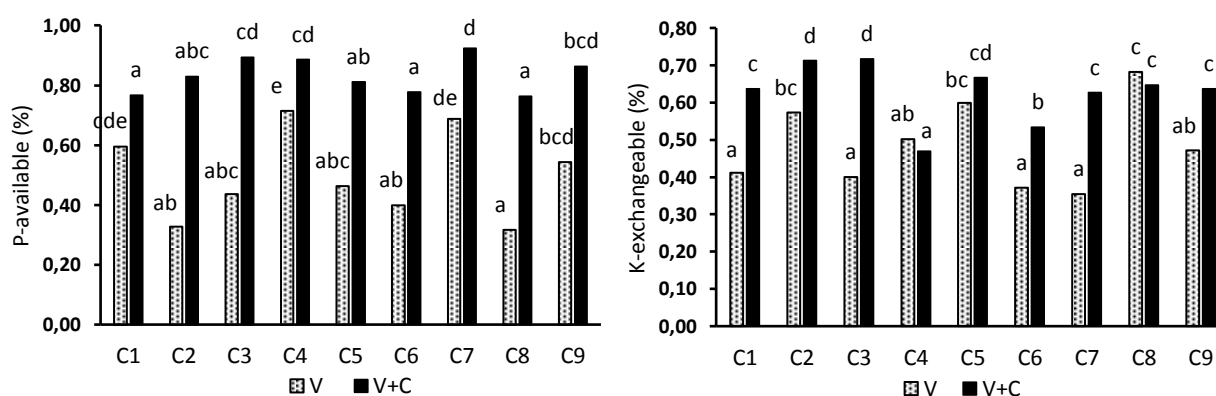 P-available (%)
1,00
0,80
0,60
0,40
0,20
0,00
cde
a
ab
abc
abc
cd
e
cd
abc
ab
ab
a
de
d
a
a
bcd
bcd
C1 C2 C3 C4 C5 C6 C7 C8 C9
V V+C
K-exchangeable (%)
0,80
0,70
0,60
0,50
0,40
0,30
0,20
0,10
0,00
a
c
bc
d
a
d
ab
a
bc
cd
a
b
a
c
c
c
ab
c
C1 C2 C3 C4 C5 C6 C7 C8 C9
V V+C